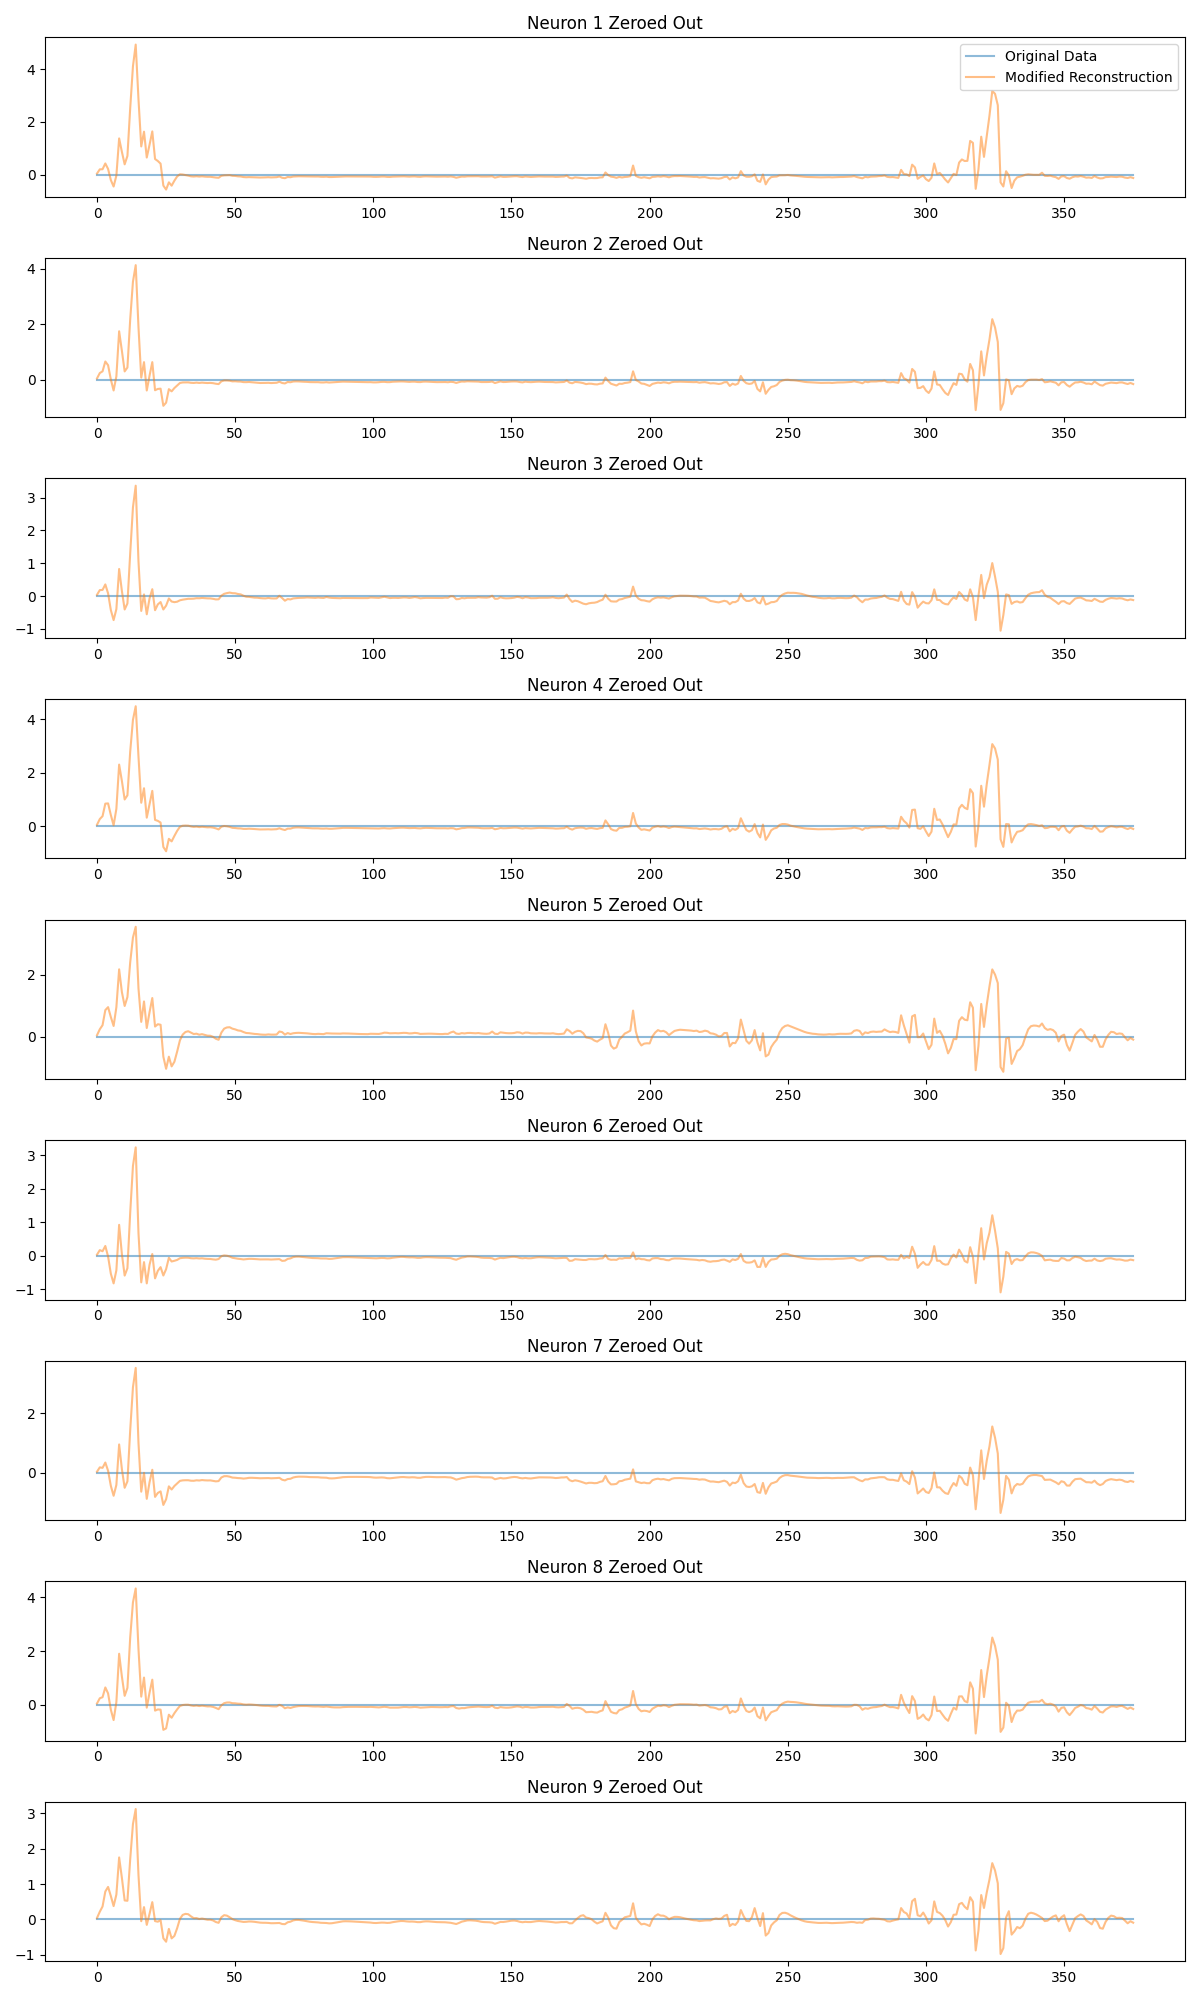 Neuron 1 Zeroed Out
Original Data
Modified Reconstruction
4
2
0
0 50 100 150 200 250 300 350
Neuron 2 Zeroed Out
4
2
0
0 50 100 150 200 250 300 350
Neuron 3 Zeroed Out
3
2
1
0
−1
0 50 100 150 200 250 300 350
Neuron 4 Zeroed Out
4
2
0
0 50 100 150 200 250 300 350
Neuron 5 Zeroed Out
2
0
0 50 100 150 200 250 300 350
Neuron 6 Zeroed Out
3
2
1
0
−1
0 50 100 150 200 250 300 350
Neuron 7 Zeroed Out
2
0
0 50 100 150 200 250 300 350
Neuron 8 Zeroed Out
4
2
0
0 50 100 150 200 250 300 350
Neuron 9 Zeroed Out
3
2
1
0
−1
0 50 100 150 200 250 300 350